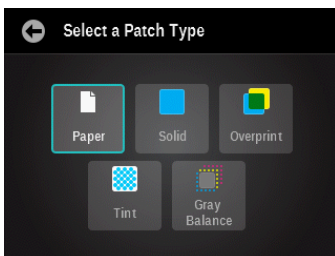 Select a Patch Type
Paper
Solid
Overprint
Tint
Gray
Balance